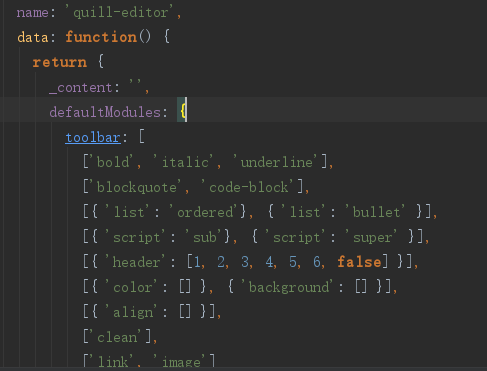 name: 'quill-editor',
data: function() {
return {
_content: '',
defaultModules: {
toolbar: [
['bold', 'italic', 'underline'],
['blockquote', 'code-block'],
[{ 'list': 'ordered'}, { 'list': 'bullet' }],
[{ 'script': 'sub'}, { 'script': 'super' }],
[{ 'header': [1, 2, 3, 4, 5, 6, false] }],
[{ 'color': [] }, { 'background': [] }],
[{ 'align': [] }],
['clean'],
['link', 'image']